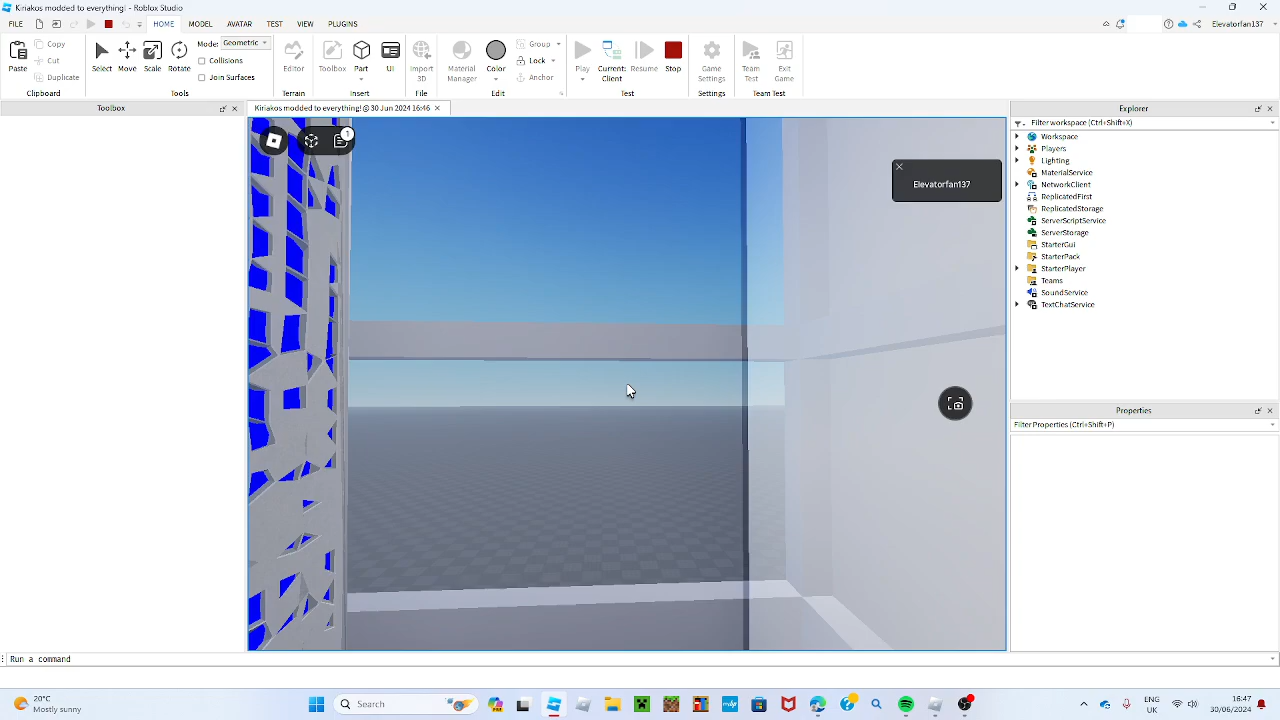 Kiriakos modded to everything! - Roblox Studio
FILE HOME MODEL AVATAR TEST VIEW PLUGINS Elevatorfan137
Paste Copy Cut Duplicate Clipboard
Select Move Scale Rotate Mode: Geometric Collisions Join Surfaces Tools
Editor Terrain
Toolbox Part UI Insert
Import 3D File
Material Manager Color Group Lock Anchor Edit
Play Current: Client Resume Stop Test
Game Settings Settings
Team Test Exit Game Team Test
Toolbox
Kiriakos modded to everything! @ 30 Jun 2024 16:46
1
Elevatorfan137
Explorer
Filter workspace (Ctrl+Shift+X)
Workspace
Players
Lighting
MaterialService
NetworkClient
ReplicatedFirst
ReplicatedStorage
ServerScriptService
ServerStorage
StarterGui
StarterPack
StarterPlayer
Teams
SoundService
TextChatService
Properties
Filter Properties (Ctrl+Shift+P)
Run a command
20°C
Mostly sunny
Search
ENG
UK
16:47
30/06/2024